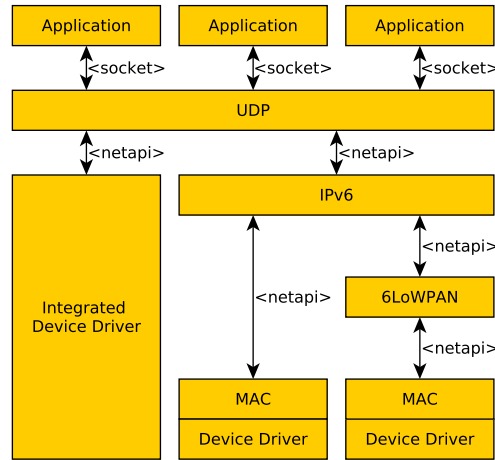 Application
Application
Application
<socket>
<socket>
<socket>
UDP
<netapi>
<netapi>
IPv6
<netapi>
Integrated
Device Driver
<netapi>
6LoWPAN
<netapi>
MAC
MAC
Device Driver
Device Driver